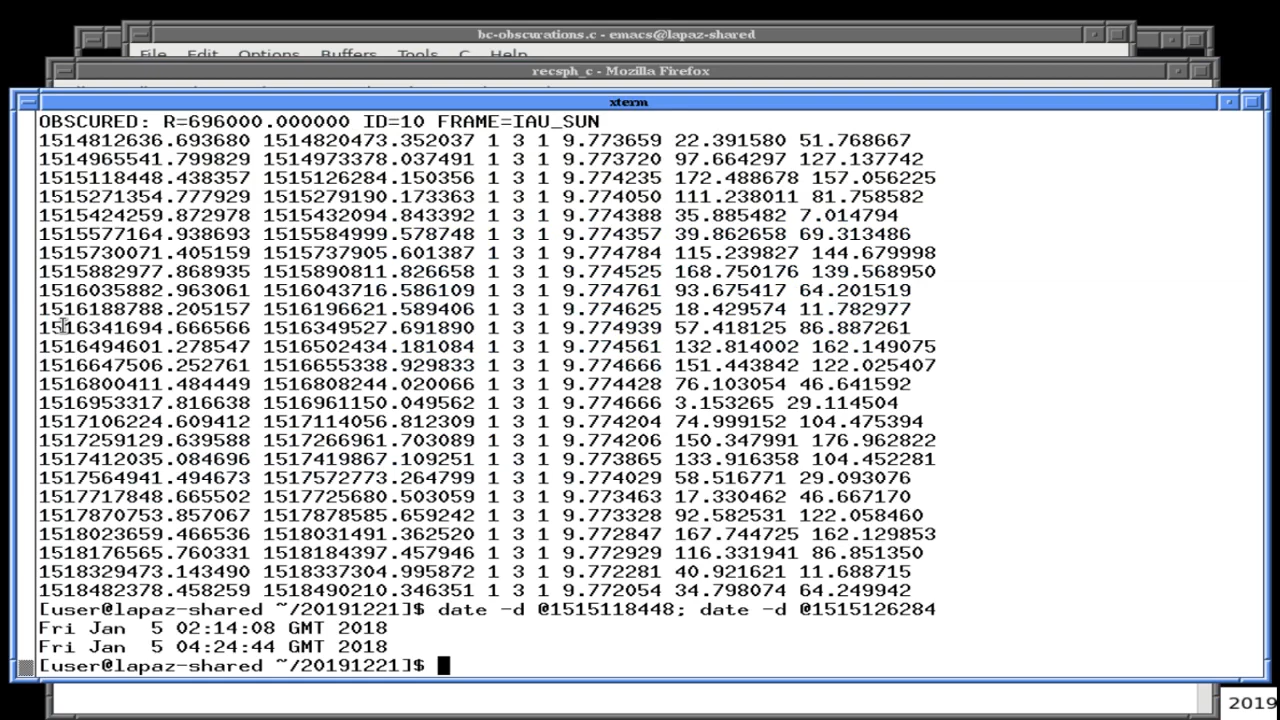 bc-obscurations.c - emacs@lapaz-shared
File Edit Options Buffers Tools C Help
recsph_c - Mozilla Firefox
xterm
OBSCURED: R=696000.000000 ID=10 FRAME=IAU_SUN
1514812636.693680 1514820473.352037 1 3 1 9.773659 22.391580 51.768667
1514965541.799829 1514973378.037491 1 3 1 9.773720 97.664297 127.137742
1515118448.438357 1515126284.150356 1 3 1 9.774235 172.488678 157.056225
1515271354.777929 1515279190.173363 1 3 1 9.774050 111.238011 81.758582
1515424259.872978 1515432094.843392 1 3 1 9.774388 35.885482 7.014794
1515577164.938693 1515584999.578748 1 3 1 9.774357 39.862658 69.313486
1515730071.405159 1515737905.601387 1 3 1 9.774784 115.239827 144.679998
1515882977.868935 1515890811.826658 1 3 1 9.774525 168.750176 139.568950
1516035882.963061 1516043716.586109 1 3 1 9.774761 93.675417 64.201519
1516188788.205157 1516196621.589406 1 3 1 9.774625 18.429574 11.782977
1516341694.666566 1516349527.691890 1 3 1 9.774939 57.418125 86.887261
1516494601.278547 1516502434.181084 1 3 1 9.774561 132.814002 162.149075
1516647506.252761 1516655338.929833 1 3 1 9.774666 151.443842 122.025407
1516800411.484449 1516808244.020066 1 3 1 9.774428 76.103054 46.641592
1516953317.816638 1516961150.049562 1 3 1 9.774666 3.153265 29.114504
1517106224.609412 1517114056.812309 1 3 1 9.774204 74.999152 104.475394
1517259129.639588 1517266961.703089 1 3 1 9.774206 150.347991 176.962822
1517412035.084696 1517419867.109251 1 3 1 9.773865 133.916358 104.452281
1517564941.494673 1517572773.264799 1 3 1 9.774029 58.516771 29.093076
1517717848.665502 1517725680.503059 1 3 1 9.773463 17.330462 46.667170
1517870753.857067 1517878585.659242 1 3 1 9.773328 92.582531 122.058460
1518023659.466536 1518031491.362520 1 3 1 9.772847 167.744725 162.129853
1518176565.760331 1518184397.457946 1 3 1 9.772929 116.331941 86.851350
1518329473.143490 1518337304.995872 1 3 1 9.772281 40.921621 11.688715
1518482378.458259 1518490210.346351 1 3 1 9.772054 34.798074 64.249942
[user@lapaz-shared ~/20191221]$ date -d @1515118448; date -d @1515126284
Fri Jan  5 02:14:08 GMT 2018
Fri Jan  5 04:24:44 GMT 2018
[user@lapaz-shared ~/20191221]$
2019